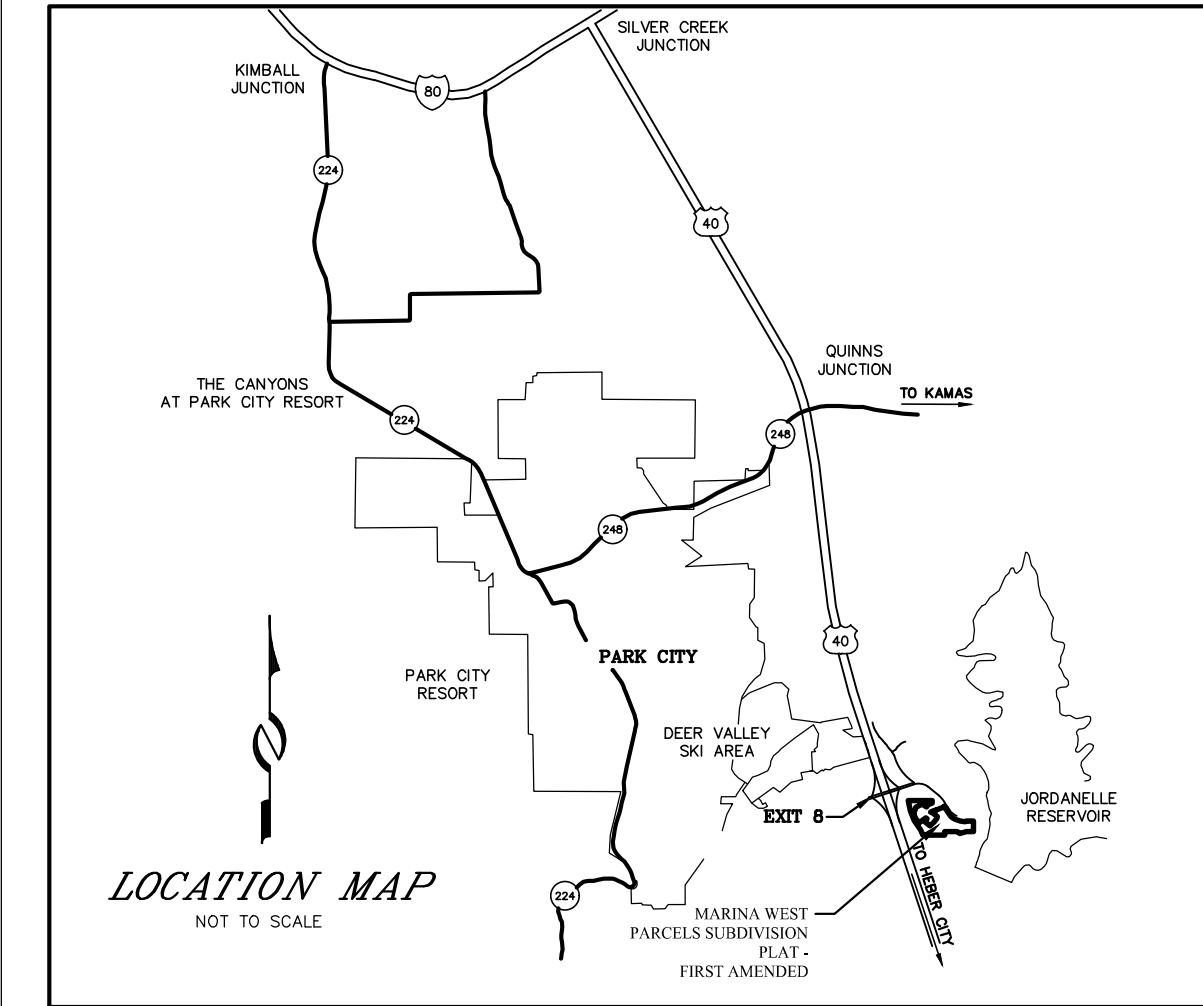 SILVER CREEK
JUNCTION
KIMBALL
JUNCTION
80
224
40
QUINNS
JUNCTION
THE CANYONS
AT PARK CITY RESORT
TO KAMAS
224
248
248
40
PARK CITY
PARK CITY
RESORT
DEER VALLEY
SKI AREA
EXIT 8
JORDANELLE
RESERVOIR
TO HEBER CITY
LOCATION MAP
NOT TO SCALE
224
MARINA WEST
PARCELS SUBDIVISION
PLAT -
FIRST AMENDED